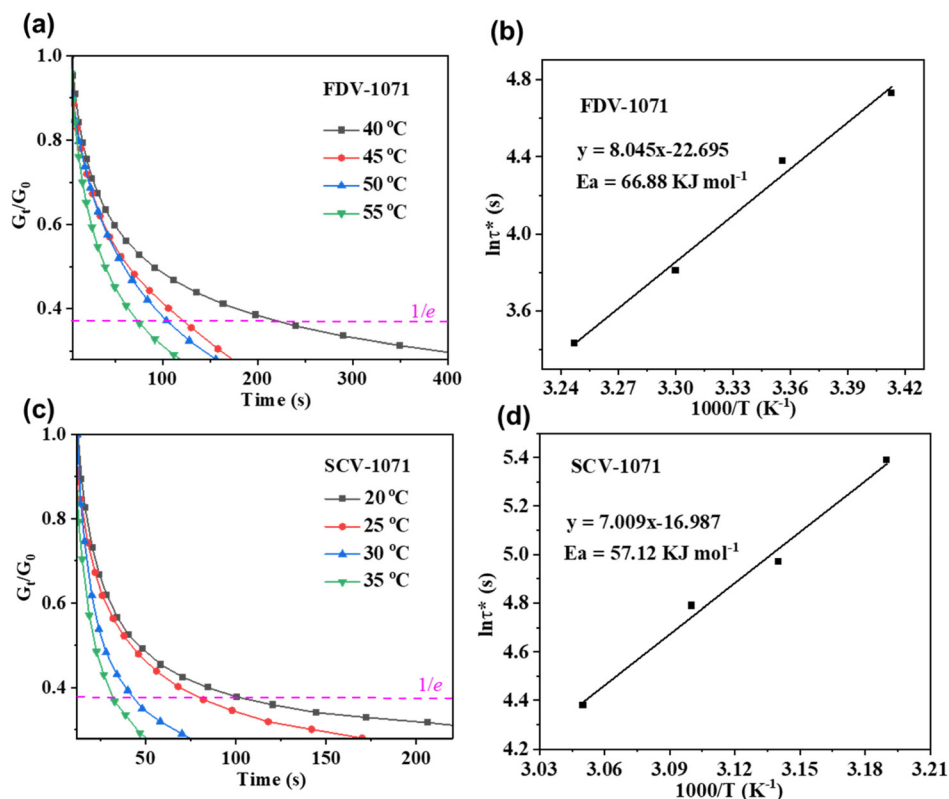 (a)
FDV-1071
40 °C
45 °C
50 °C
55 °C
1/e
1.0
0.8
0.6
0.4
Gt/G0
100
200
300
400
Time (s)
(b)
FDV-1071
y = 8.045x-22.695
Ea = 66.88 KJ mol-1
4.8
4.4
4.0
3.6
lnτ* (s)
3.24
3.27
3.30
3.33
3.36
3.39
3.42
1000/T (K-1)
(c)
SCV-1071
20 °C
25 °C
30 °C
35 °C
1/e
1.0
0.8
0.6
0.4
Gt/G0
50
100
150
200
Time (s)
(d)
SCV-1071
y = 7.009x-16.987
Ea = 57.12 KJ mol-1
5.4
5.2
5.0
4.8
4.6
4.4
4.2
lnτ* (s)
3.03
3.06
3.09
3.12
3.15
3.18
3.21
1000/T (K-1)